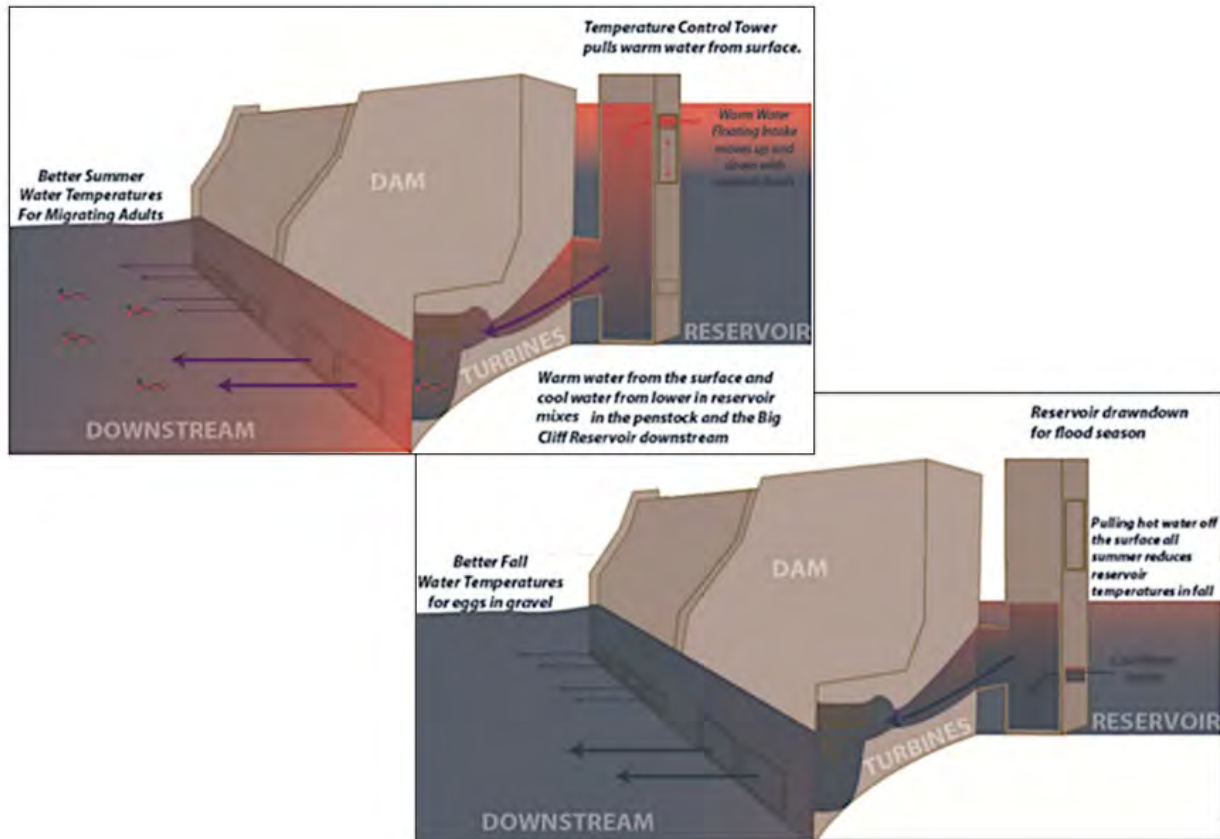 Temperature Control Tower
pulls warm water from surface.
Warm Water
Floating Intake
moves up and
down with
DAM
Better Summer
Water Temperatures
For Migrating Adults
RESERVOIR
TURBINES
Warm water from the surface and
cool water from lower in reservoir
mixes in the penstock and the Big
Cliff Reservoir downstream
DOWNSTREAM
Reservoir drawndown
for flood season
Pulling hot water off
the surface all
summer reduces
reservoir
temperatures in fall
DAM
Better Fall
Water Temperatures
for eggs in gravel
RESERVOIR
TURBINES
DOWNSTREAM